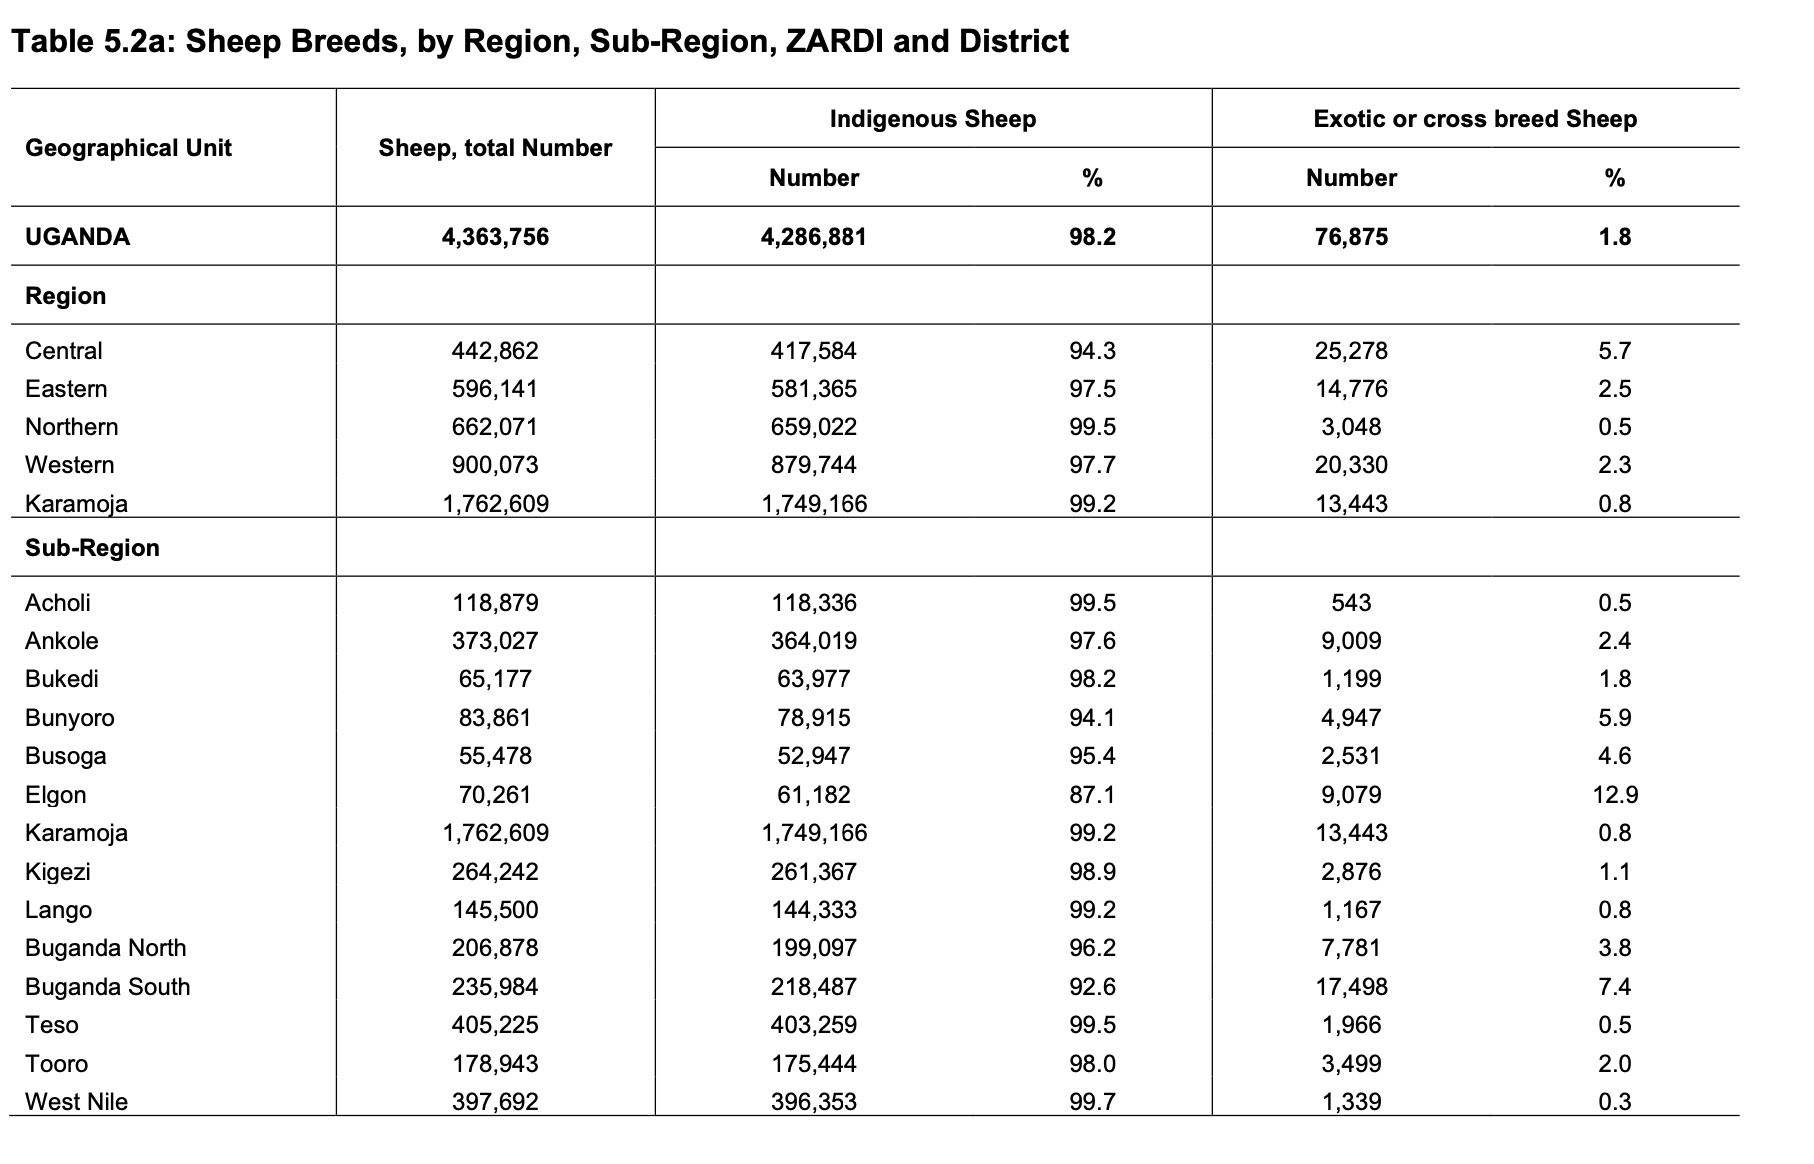 Table 5.2a: Sheep Breeds, by Region, Sub-Region, ZARDI and District
Geographical Unit Sheep, total Number Indigenous Sheep Exotic or cross breed Sheep
Number % Number %
UGANDA 4,363,756 4,286,881 98.2 76,875 1.8
Region
Central 442,862 417,584 94.3 25,278 5.7
Eastern 596,141 581,365 97.5 14,776 2.5
Northern 662,071 659,022 99.5 3,048 0.5
Western 900,073 879,744 97.7 20,330 2.3
Karamoja 1,762,609 1,749,166 99.2 13,443 0.8
Sub-Region
Acholi 118,879 118,336 99.5 543 0.5
Ankole 373,027 364,019 97.6 9,009 2.4
Bukedi 65,177 63,977 98.2 1,199 1.8
Bunyoro 83,861 78,915 94.1 4,947 5.9
Busoga 55,478 52,947 95.4 2,531 4.6
Elgon 70,261 61,182 87.1 9,079 12.9
Karamoja 1,762,609 1,749,166 99.2 13,443 0.8
Kigezi 264,242 261,367 98.9 2,876 1.1
Lango 145,500 144,333 99.2 1,167 0.8
Buganda North 206,878 199,097 96.2 7,781 3.8
Buganda South 235,984 218,487 92.6 17,498 7.4
Teso 405,225 403,259 99.5 1,966 0.5
Tooro 178,943 175,444 98.0 3,499 2.0
West Nile 397,692 396,353 99.7 1,339 0.3